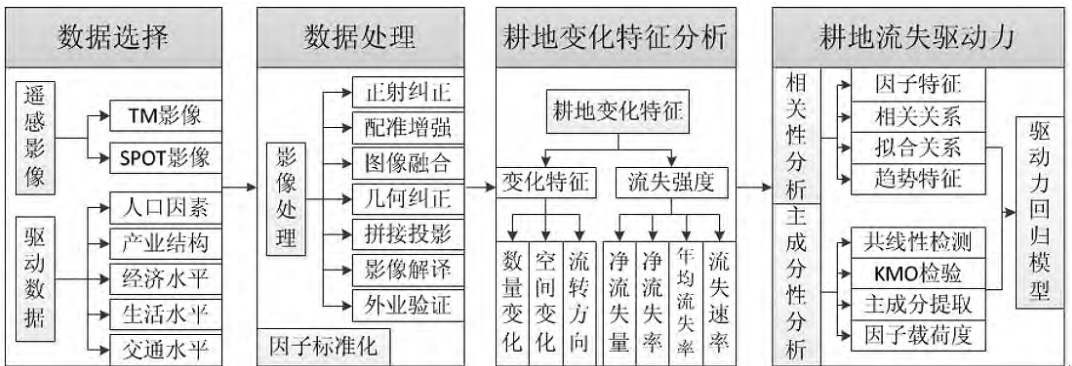 数据选择
遥感影像
TM影像
SPOT影像
驱动数据
人口因素
产业结构
经济水平
生活水平
交通水平
数据处理
影像处理
正射纠正
配准增强
图像融合
几何纠正
拼接投影
影像解译
外业验证
因子标准化
耕地变化特征分析
耕地变化特征
变化特征
流失强度
数量变化
空间变化
流转方向
净流失量
净流失率
年均流失率
流失速率
耕地流失驱动力
相关性分析
因子特征
相关关系
拟合关系
趋势特征
主成分性分析
共线性检测
KMO检验
主成分提取
因子载荷度
驱动力回归模型